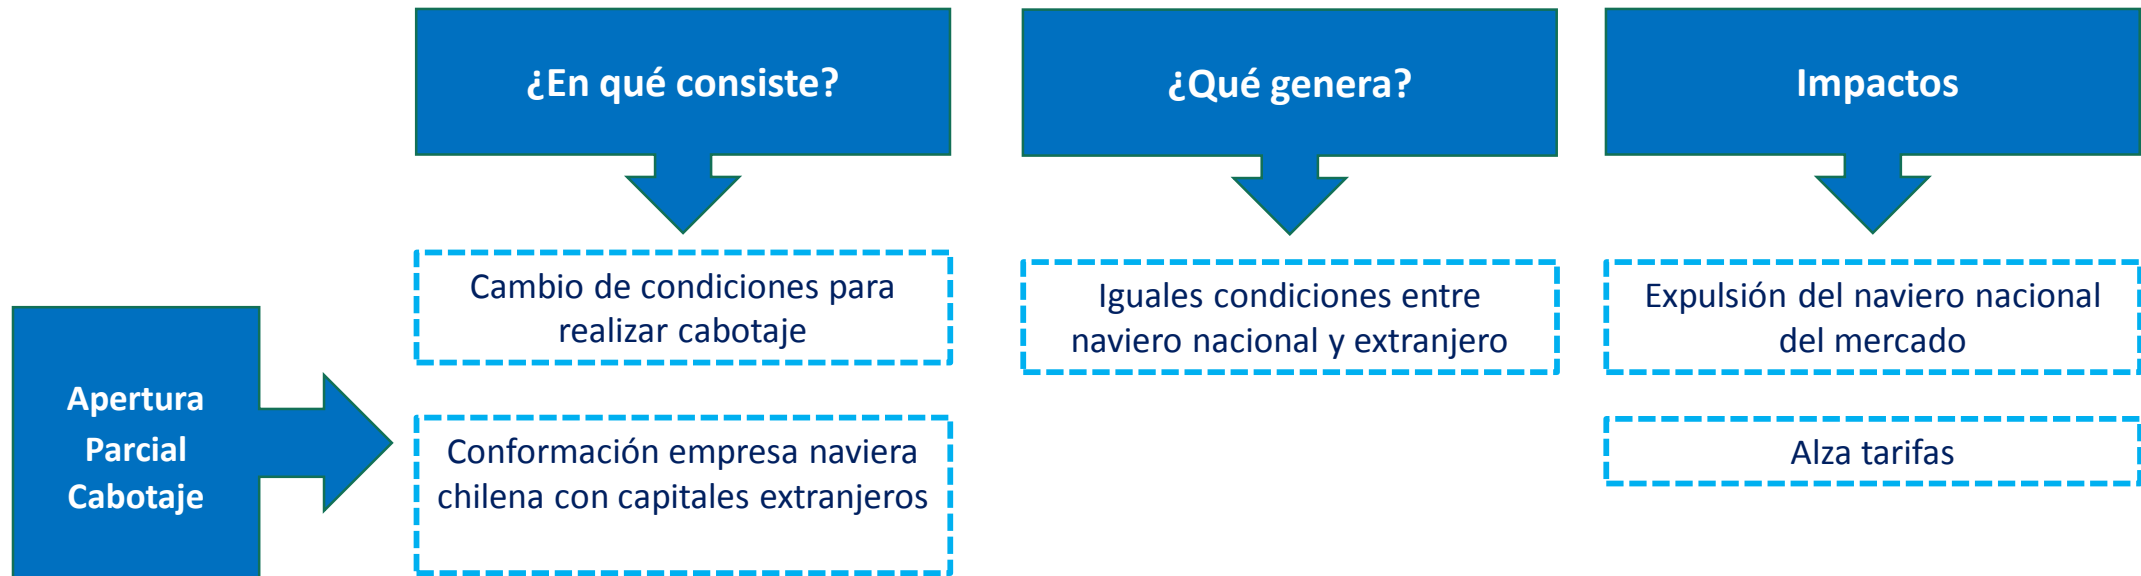 ¿En qué consiste?
¿Qué genera?
Impactos
Apertura
Parcial
Cabotaje
Cambio de condiciones para
realizar cabotaje
Conformación empresa naviera
chilena con capitales extranjeros
Iguales condiciones entre
naviero nacional y extranjero
Expulsión del naviero nacional
del mercado
Alza tarifas